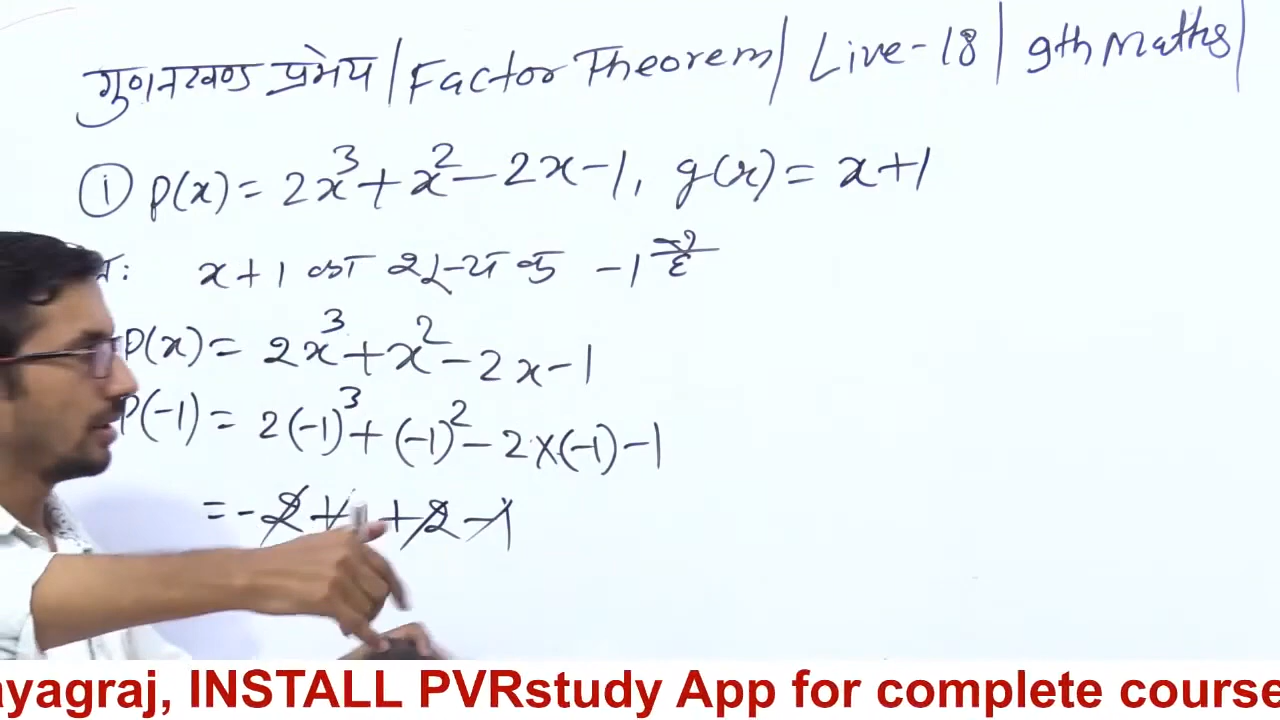 गुणनखण्ड प्रमेय / Factor Theorem / Live-18 / 9th Maths /
① P(x) = 2x³ + x² - 2x - 1, g(x) = x + 1
x + 1 का शून्यक -1 है
P(x) = 2x³ + x² - 2x - 1
P(-1) = 2(-1)³ + (-1)² - 2×(-1) - 1
= -2 + 1 + 2 - 1
ayagraj, INSTALL PVRstudy App for complete course